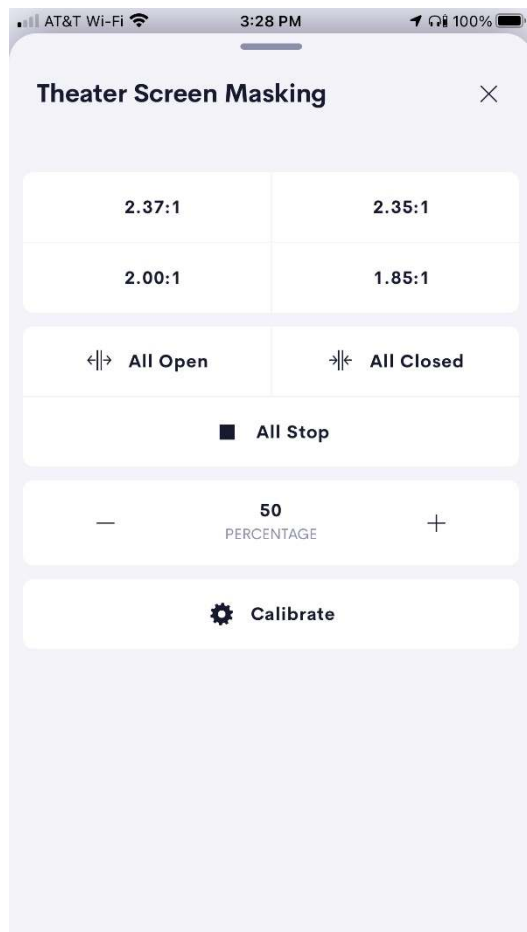 AT&T Wi-Fi 3:28 PM 100%
Theater Screen Masking
2.37:1 2.35:1
2.00:1 1.85:1
All Open All Closed
All Stop
50
PERCENTAGE
Calibrate